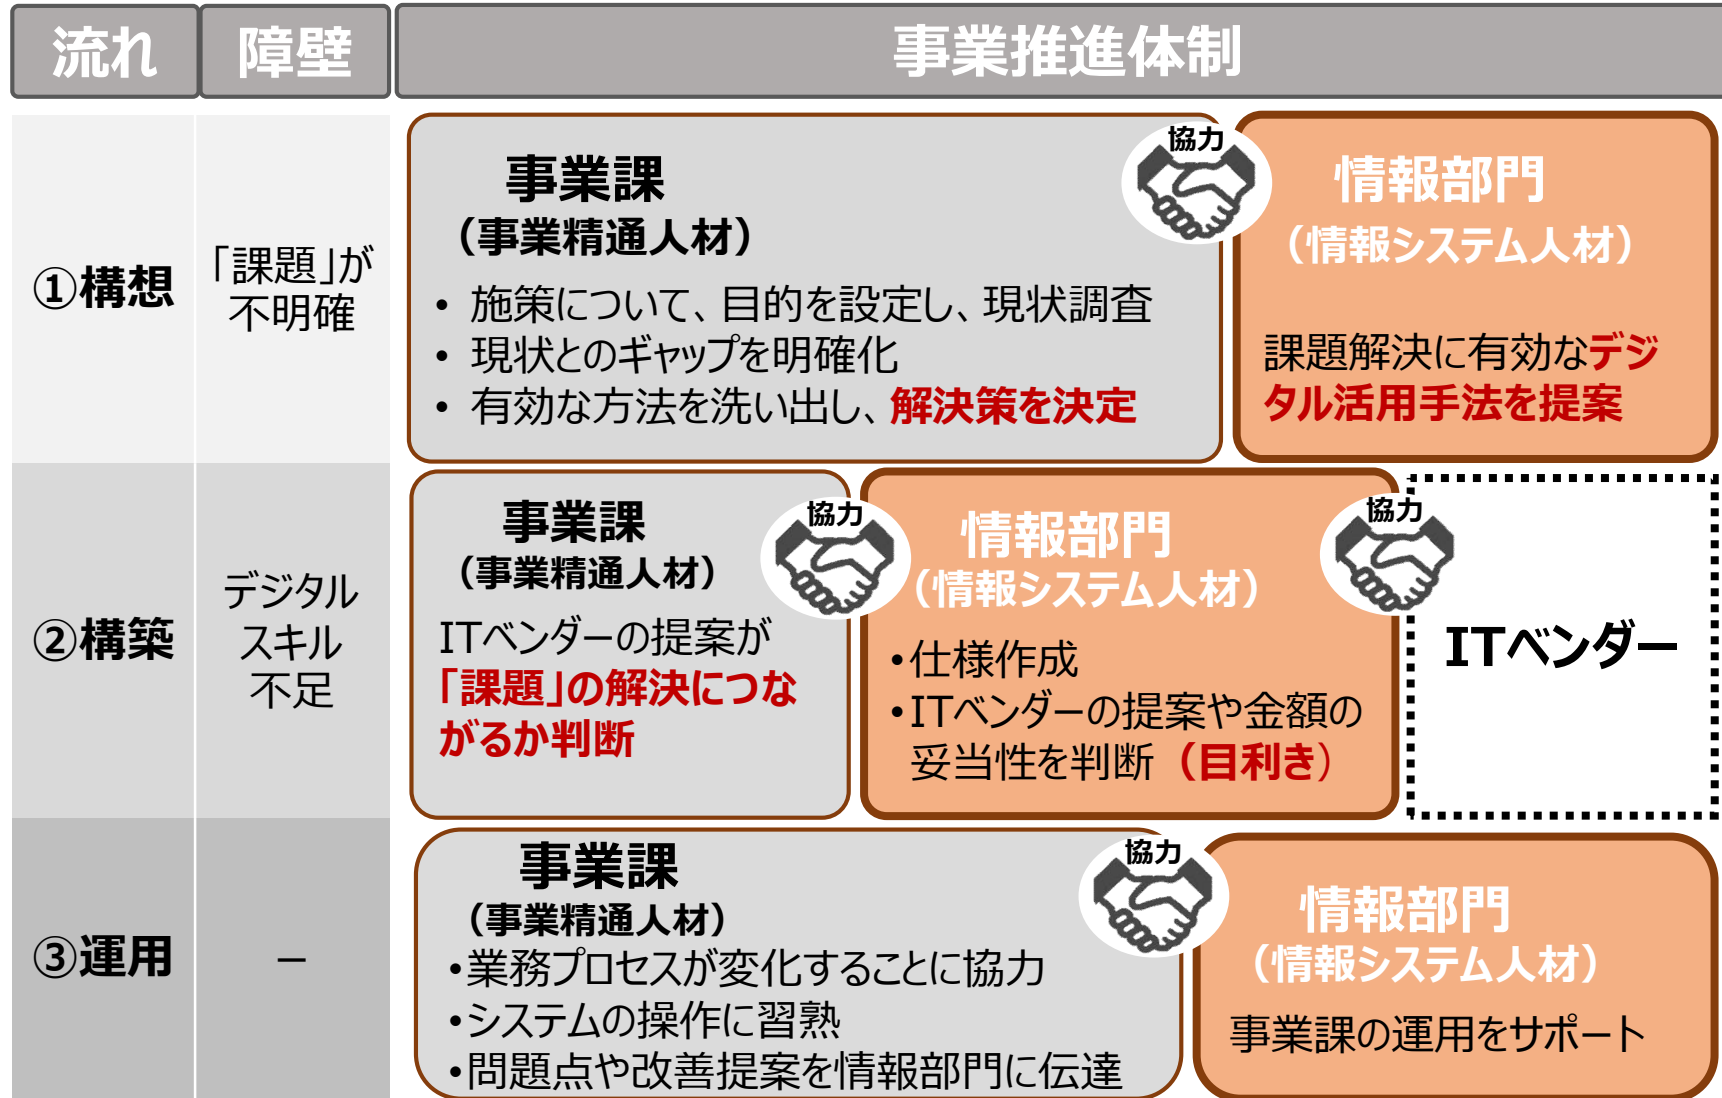 流れ
障壁
事業推進体制
①構想
「課題」が
不明確
事業課
（事業精通人材）
• 施策について、目的を設定し、現状調査
• 現状とのギャップを明確化
• 有効な方法を洗い出し、解決策を決定
協力
情報部門
（情報システム人材）
課題解決に有効なデジ
タル活用手法を提案
②構築
デジタル
スキル
不足
事業課
（事業精通人材）
ITベンダーの提案が
「課題」の解決につな
がるか判断
協力
情報部門
（情報システム人材）
•仕様作成
•ITベンダーの提案や金額の
妥当性を判断（目利き）
協力
ITベンダー
③運用
－
事業課
（事業精通人材）
•業務プロセスが変化することに協力
•システムの操作に習熟
•問題点や改善提案を情報部門に伝達
協力
情報部門
（情報システム人材）
事業課の運用をサポート